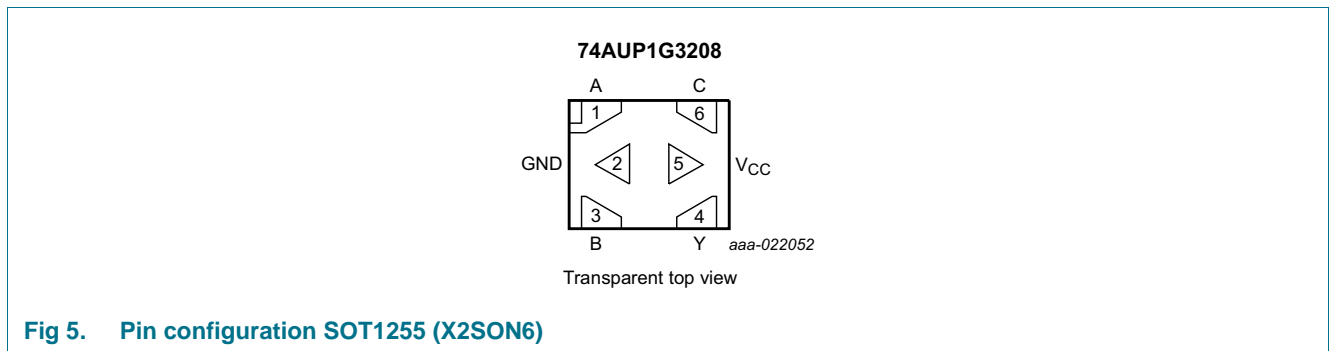 74AUP1G3208
A C
1 6
GND 2 5 VCC
3 4
B Y aaa-022052
Transparent top view
Fig 5. Pin configuration SOT1255 (X2SON6)